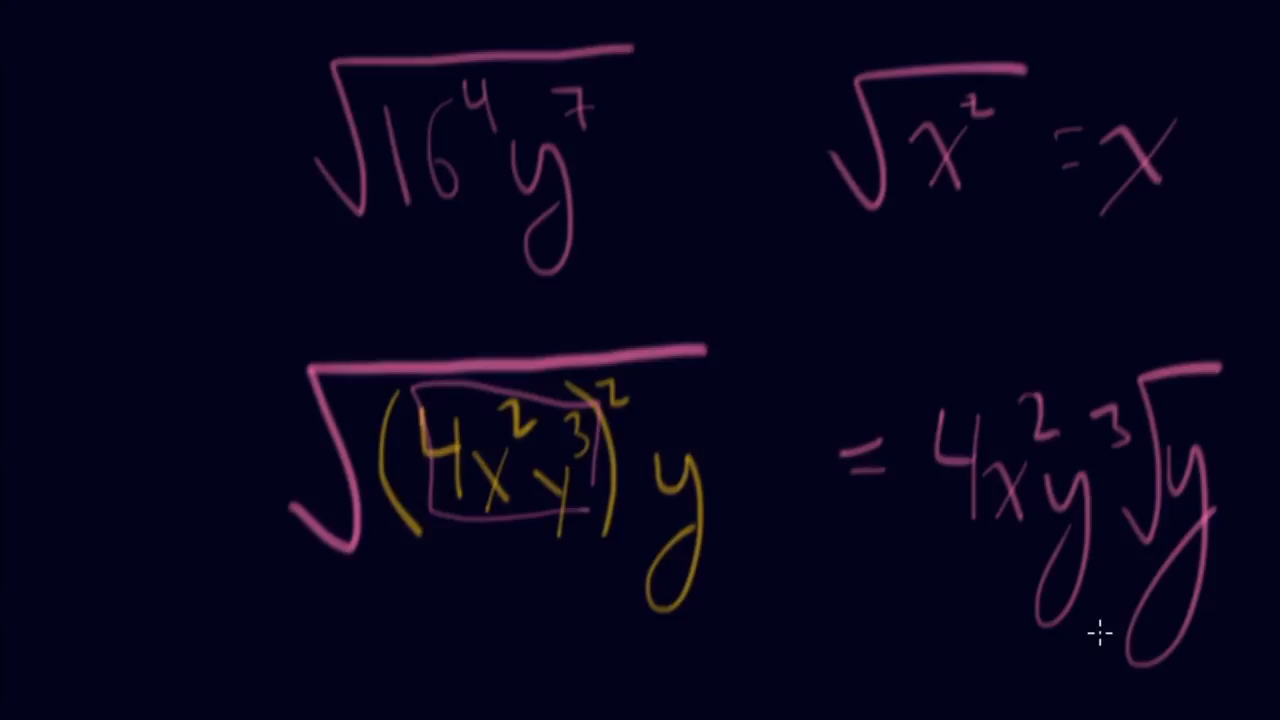 √16⁴y⁷
√x² = x
√(4x²y³)²y = 4x²y³√y